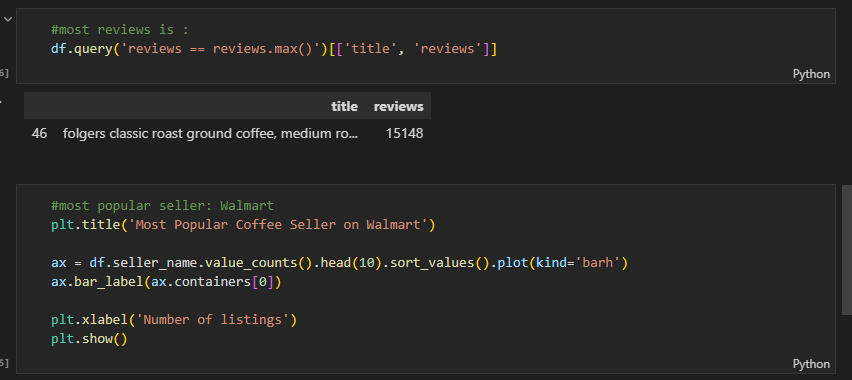 #most reviews is :
df.query('reviews == reviews.max()')[['title', 'reviews']]
Python
title reviews
46 folgers classic roast ground coffee, medium ro... 15148
#most popular seller: Walmart
plt.title('Most Popular Coffee Seller on Walmart')
ax = df.seller_name.value_counts().head(10).sort_values().plot(kind='barh')
ax.bar_label(ax.containers[0])
plt.xlabel('Number of listings')
plt.show()
Python